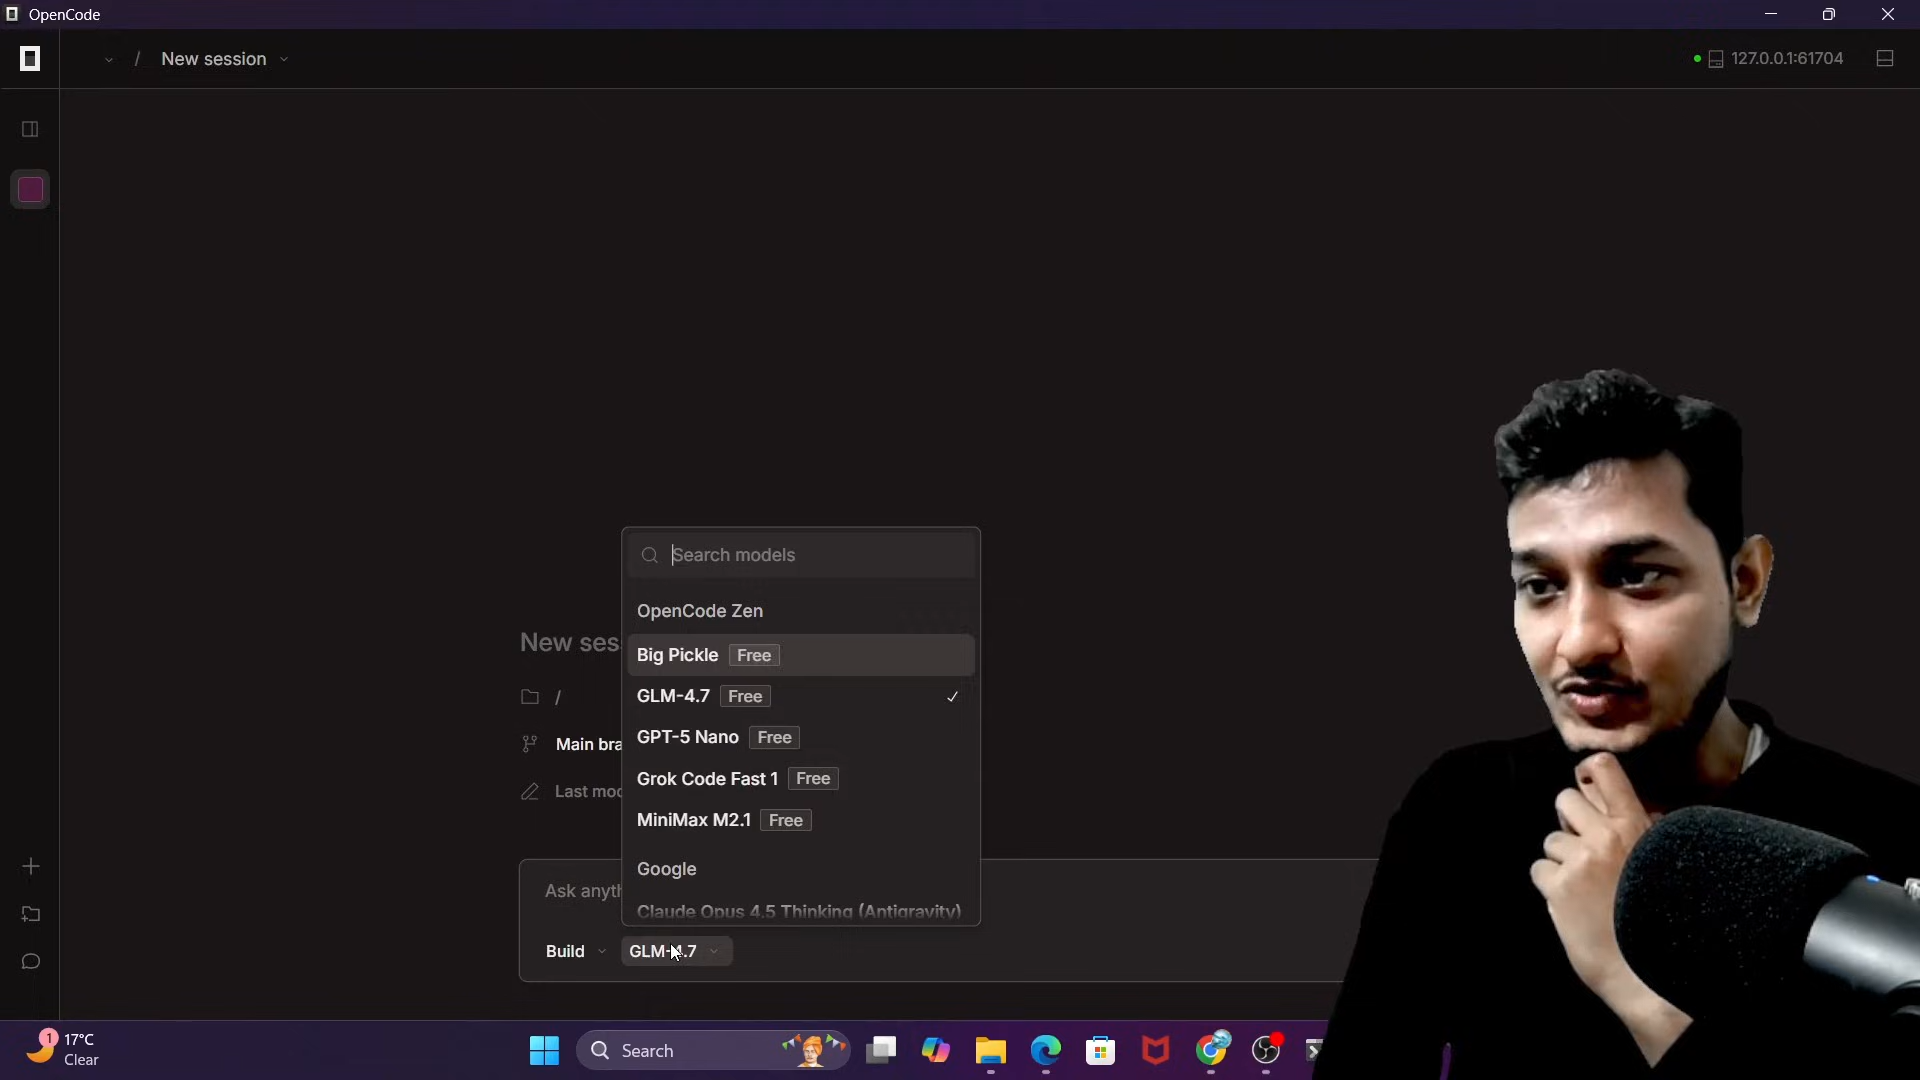 OpenCode
/ New session
127.0.0.1:61704
Search models
OpenCode Zen
New ses
Big Pickle Free
/
GLM-4.7 Free
Main bra
GPT-5 Nano Free
Grok Code Fast 1 Free
Last mod
MiniMax M2.1 Free
Google
Ask anyth
Claude Opus 4.5 Thinking (Antigravity)
Build GLM-4.7
1
17°C
Clear
Search